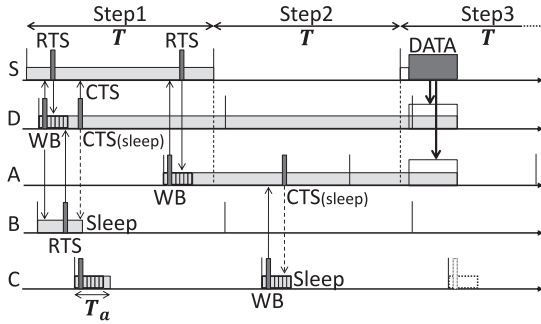 Step1 Step2 Step3
T T T
RTS RTS DATA
S
CTS
D
WB CTS(sleep)
A
WB CTS(sleep)
B Sleep
RTS
C Sleep
Ta WB